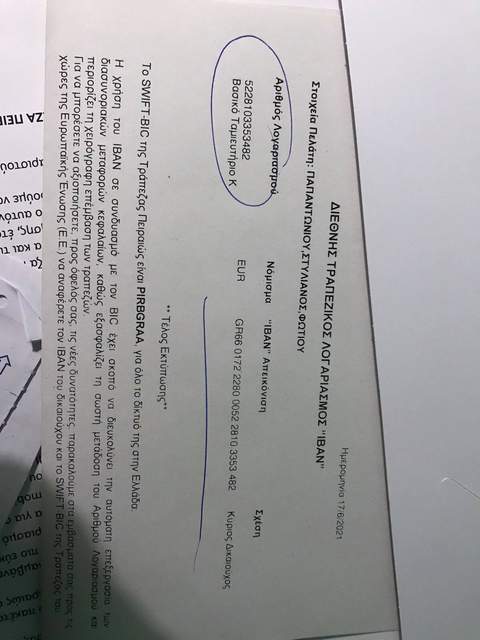 Ημερομηνία 17/6/2021
ΔΙΕΘΝΗΣ ΤΡΑΠΕΖΙΚΟΣ ΛΟΓΑΡΙΑΣΜΟΣ "IBAN"
Στοιχεία Πελάτη: ΠΑΠΑΝΤΩΝΙΟΥ,ΣΤΥΛΙΑΝΟΣ,ΦΩΤΙΟΥ
Αριθμός Λογαριασμού Νόμισμα "IBAN" Απεικόνιση Σχέση
5228103353482 EUR GR66 0172 2280 0052 2810 3353 482 Κύριος Δικαιούχος
Βασικό Ταμιευτήριο Κ
** Τέλος Εκτύπωσης**
Το SWIFT-BIC της Τράπεζας Πειραιώς είναι PIRBGRAA, για όλο το δίκτυό της στην Ελλάδα.
Η χρήση του IBAN σε συνδυασμό με τον BIC έχει σκοπό να διευκολύνει την αυτόματη επεξεργασία των
διασυνοριακών μεταφορών κεφαλαίων, καθώς εξασφαλίζει τη σωστή μετάδοση του Αριθμού Λογαριασμού και
περιορίζει τη χειρόγραφη επέμβαση των τραπεζών.
Για να μπορέσετε να αξιοποιήσετε, προς όφελός σας, τις νέες δυνατότητες, παρακαλούμε στα εμβάσματα σας προς τις
χώρες της Ευρωπαϊκής Ένωσης (Ε.Ε.) να αναφέρετε τον IBAN του δικαιούχου και το SWIFT-BIC της Τράπεζας του.